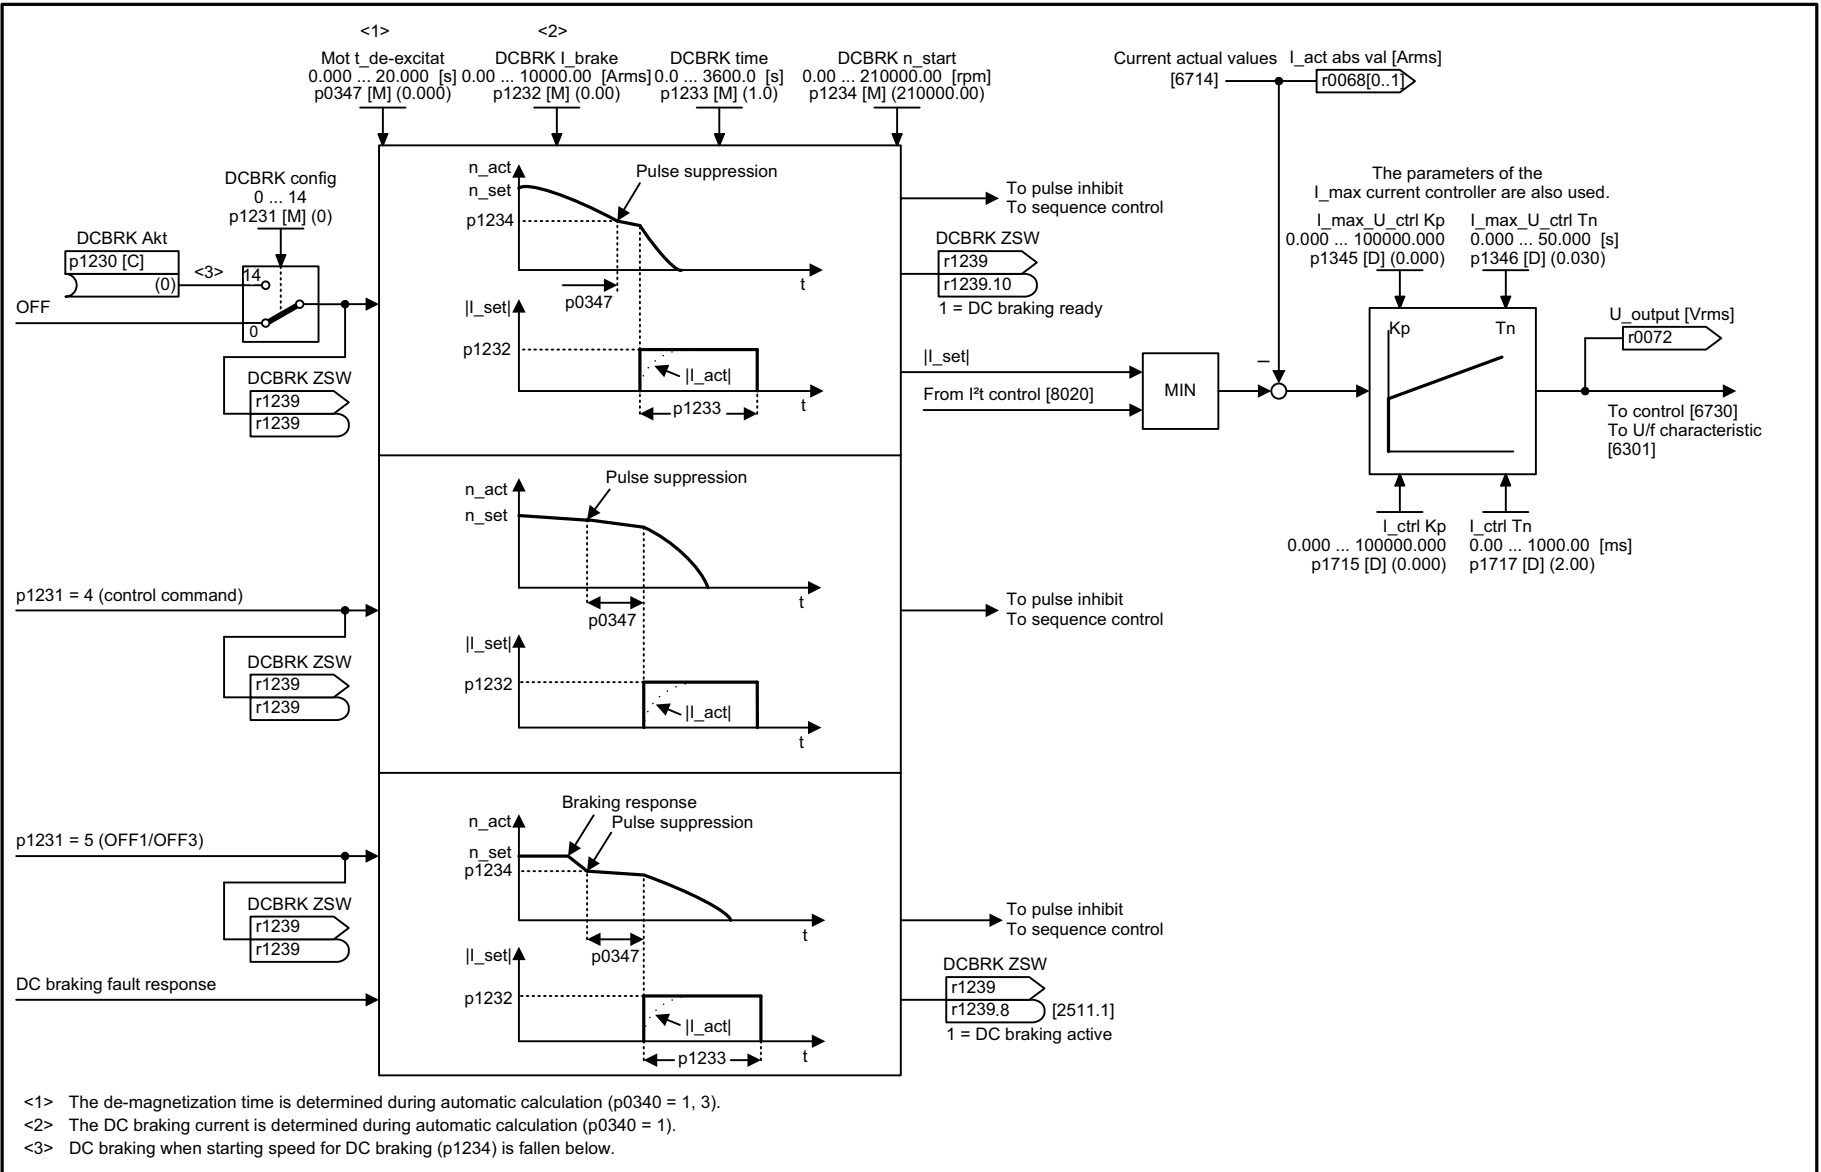 <1>
Mot t_de-excitat
0.000 ... 20.000 [s]
p0347 [M] (0.000)
<2>
DCBRK I_brake
0.00 ... 10000.00 [Arms]
p1232 [M] (0.00)
DCBRK time
0.0 ... 3600.0 [s]
p1233 [M] (1.0)
DCBRK n_start
0.00 ... 210000.00 [rpm]
p1234 [M] (210000.00)
Current actual values
[6714]
I_act abs val [Arms]
r0068[0..1]
DCBRK config
0 ... 14
p1231 [M] (0)
DCBRK Akt
p1230 [C]
(0)
<3>
14
0
OFF
DCBRK ZSW
r1239
r1239
n_act
n_set
p1234
Pulse suppression
t
p0347
|I_set|
p1232
|I_act|
t
p1233
To pulse inhibit
To sequence control
DCBRK ZSW
r1239
r1239.10
1 = DC braking ready
|I_set|
From I²t control [8020]
MIN
–
The parameters of the
I_max current controller are also used.
I_max_U_ctrl Kp
0.000 ... 100000.000
p1345 [D] (0.000)
I_max_U_ctrl Tn
0.000 ... 50.000 [s]
p1346 [D] (0.030)
Kp
Tn
U_output [Vrms]
r0072
To control [6730]
To U/f characteristic
[6301]
I_ctrl Kp
0.000 ... 100000.000
p1715 [D] (0.000)
I_ctrl Tn
0.00 ... 1000.00 [ms]
p1717 [D] (2.00)
p1231 = 4 (control command)
DCBRK ZSW
r1239
r1239
n_act
n_set
Pulse suppression
t
p0347
|I_set|
p1232
|I_act|
t
To pulse inhibit
To sequence control
p1231 = 5 (OFF1/OFF3)
DCBRK ZSW
r1239
r1239
DC braking fault response
Braking response
Pulse suppression
n_act
n_set
p1234
t
p0347
|I_set|
p1232
|I_act|
t
p1233
To pulse inhibit
To sequence control
DCBRK ZSW
r1239
r1239.8
[2511.1]
1 = DC braking active
<1> The de-magnetization time is determined during automatic calculation (p0340 = 1, 3).
<2> The DC braking current is determined during automatic calculation (p0340 = 1).
<3> DC braking when starting speed for DC braking (p1234) is fallen below.